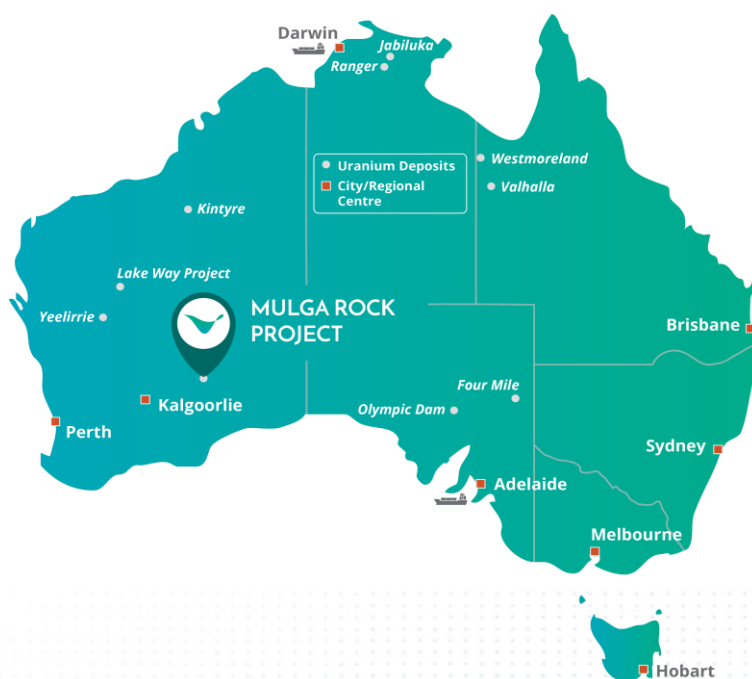 Darwin
Jabiluka
Ranger
Uranium Deposits
City/Regional
Centre
Westmoreland
Valhalla
Kintyre
Lake Way Project
Yeelirrie
MULGA ROCK
PROJECT
Brisbane
Four Mile
Olympic Dam
Kalgoorlie
Perth
Sydney
Adelaide
Melbourne
Hobart